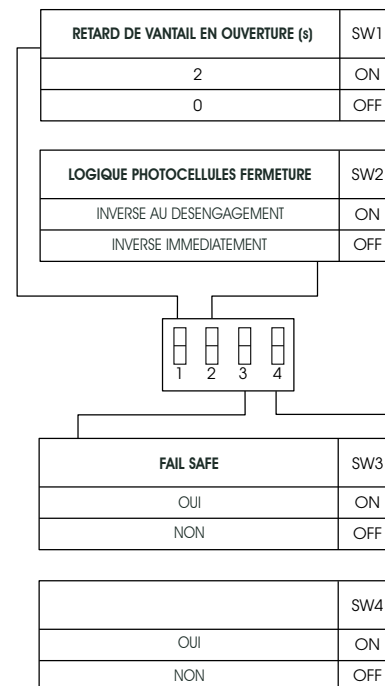 RETARD DE VANTAIL EN OUVERTURE (s) SW1
2 ON
0 OFF
LOGIQUE PHOTOCELLULES FERMETURE SW2
INVERSE AU DESENGAGEMENT ON
INVERSE IMMEDIATEMENT OFF
1 2 3 4
FAIL SAFE SW3
OUI ON
NON OFF
SW4
OUI ON
NON OFF